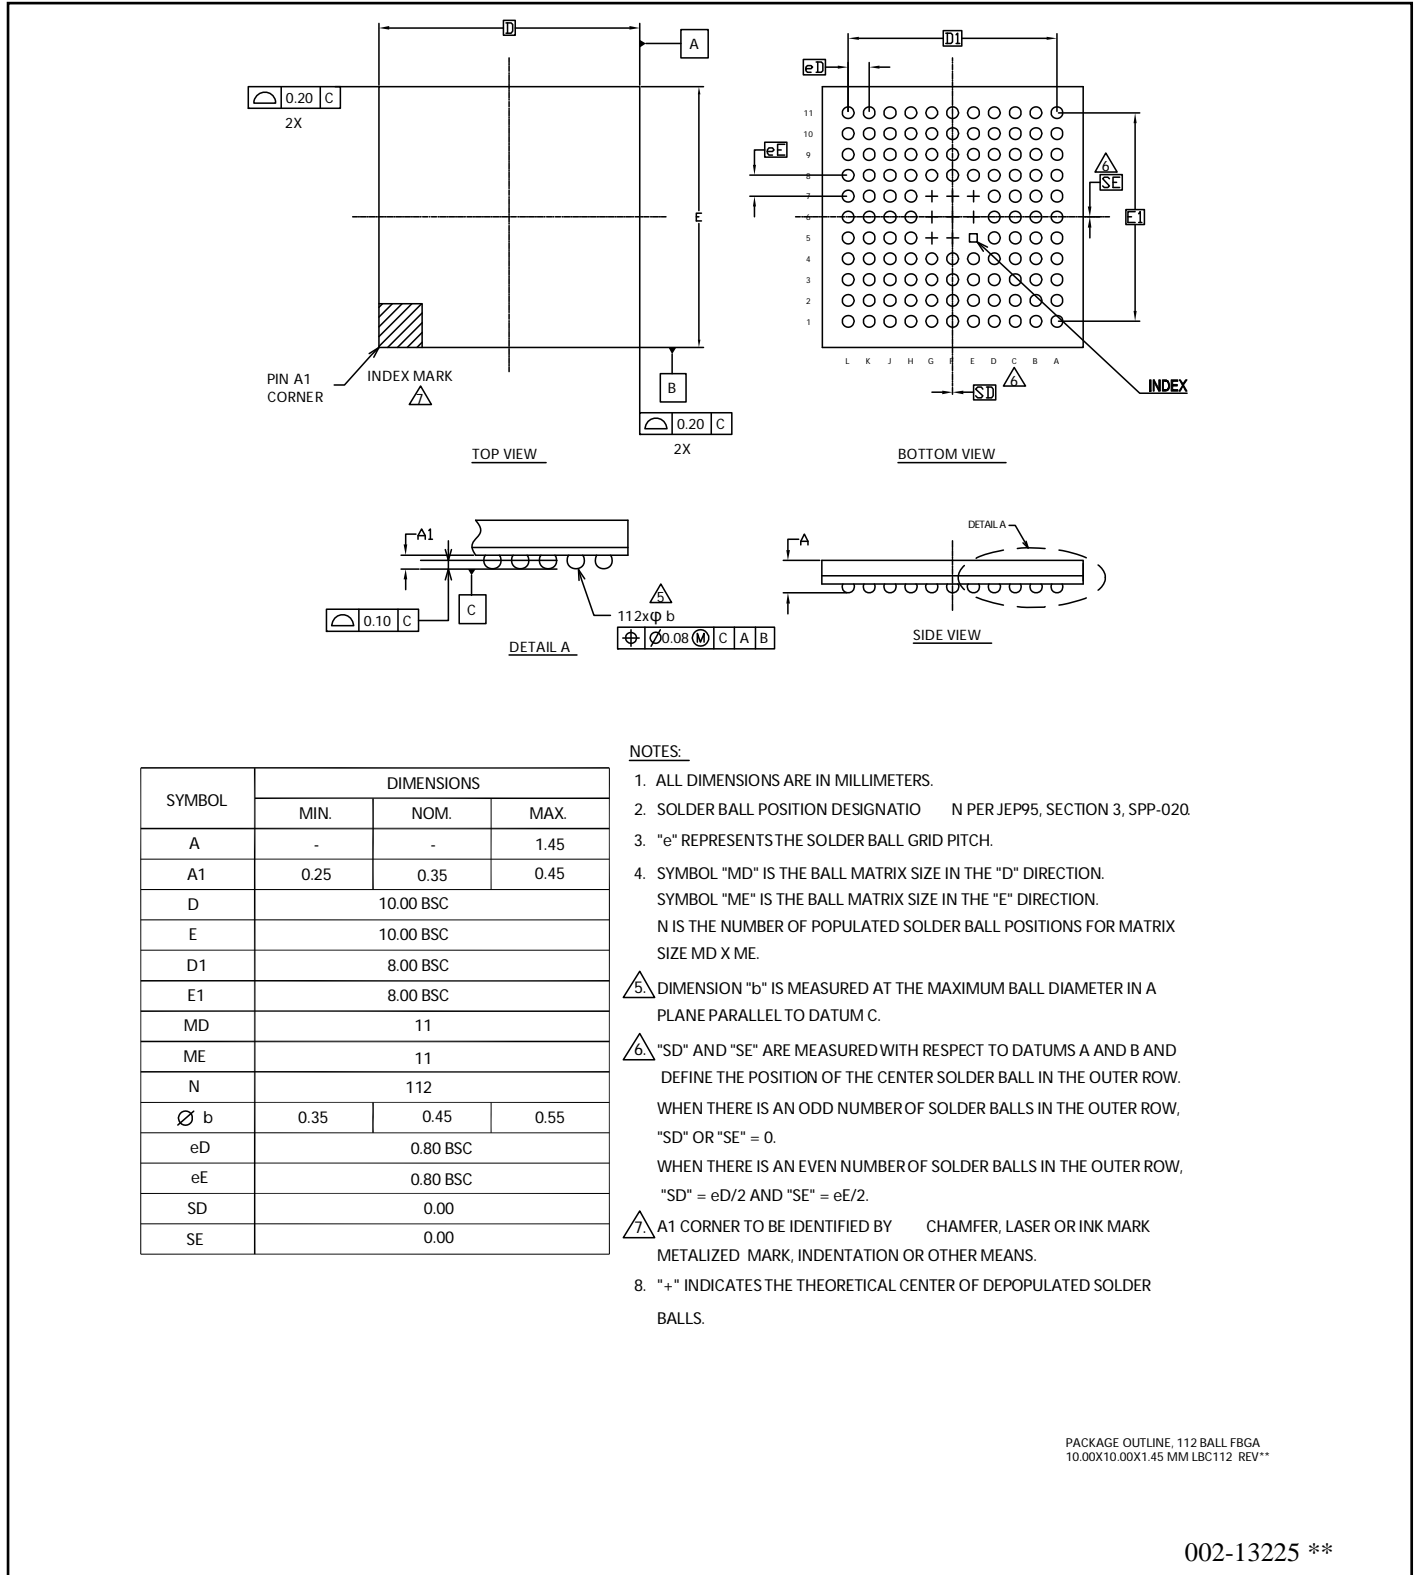 D
A
0.20 C
2X
E
PIN A1
CORNER
INDEX MARK
7
B
0.20 C
2X
TOP VIEW
D1
eD
11
10
9
8
7
6
5
4
3
2
1
eE
6
SE
E1
L K J H G F E D C B A
6
SD
INDEX
BOTTOM VIEW
A1
0.10 C
C
5
112xφ b
⌖ Ø0.08 Ⓜ C A B
DETAIL A
A
DETAIL A
SIDE VIEW
SYMBOL DIMENSIONS
MIN. NOM. MAX.
A - - 1.45
A1 0.25 0.35 0.45
D 10.00 BSC
E 10.00 BSC
D1 8.00 BSC
E1 8.00 BSC
MD 11
ME 11
N 112
Ø b 0.35 0.45 0.55
eD 0.80 BSC
eE 0.80 BSC
SD 0.00
SE 0.00
NOTES:
1. ALL DIMENSIONS ARE IN MILLIMETERS.
2. SOLDER BALL POSITION DESIGNATIO N PER JEP95, SECTION 3, SPP-020.
3. "e" REPRESENTS THE SOLDER BALL GRID PITCH.
4. SYMBOL "MD" IS THE BALL MATRIX SIZE IN THE "D" DIRECTION.
SYMBOL "ME" IS THE BALL MATRIX SIZE IN THE "E" DIRECTION.
N IS THE NUMBER OF POPULATED SOLDER BALL POSITIONS FOR MATRIX
SIZE MD X ME.
5. DIMENSION "b" IS MEASURED AT THE MAXIMUM BALL DIAMETER IN A
PLANE PARALLEL TO DATUM C.
6. "SD" AND "SE" ARE MEASURED WITH RESPECT TO DATUMS A AND B AND
DEFINE THE POSITION OF THE CENTER SOLDER BALL IN THE OUTER ROW.
WHEN THERE IS AN ODD NUMBER OF SOLDER BALLS IN THE OUTER ROW,
"SD" OR "SE" = 0.
WHEN THERE IS AN EVEN NUMBER OF SOLDER BALLS IN THE OUTER ROW,
"SD" = eD/2 AND "SE" = eE/2.
7. A1 CORNER TO BE IDENTIFIED BY CHAMFER, LASER OR INK MARK
METALIZED MARK, INDENTATION OR OTHER MEANS.
8. "+" INDICATES THE THEORETICAL CENTER OF DEPOPULATED SOLDER
BALLS.
PACKAGE OUTLINE, 112 BALL FBGA
10.00X10.00X1.45 MM LBC112 REV**
002-13225 **